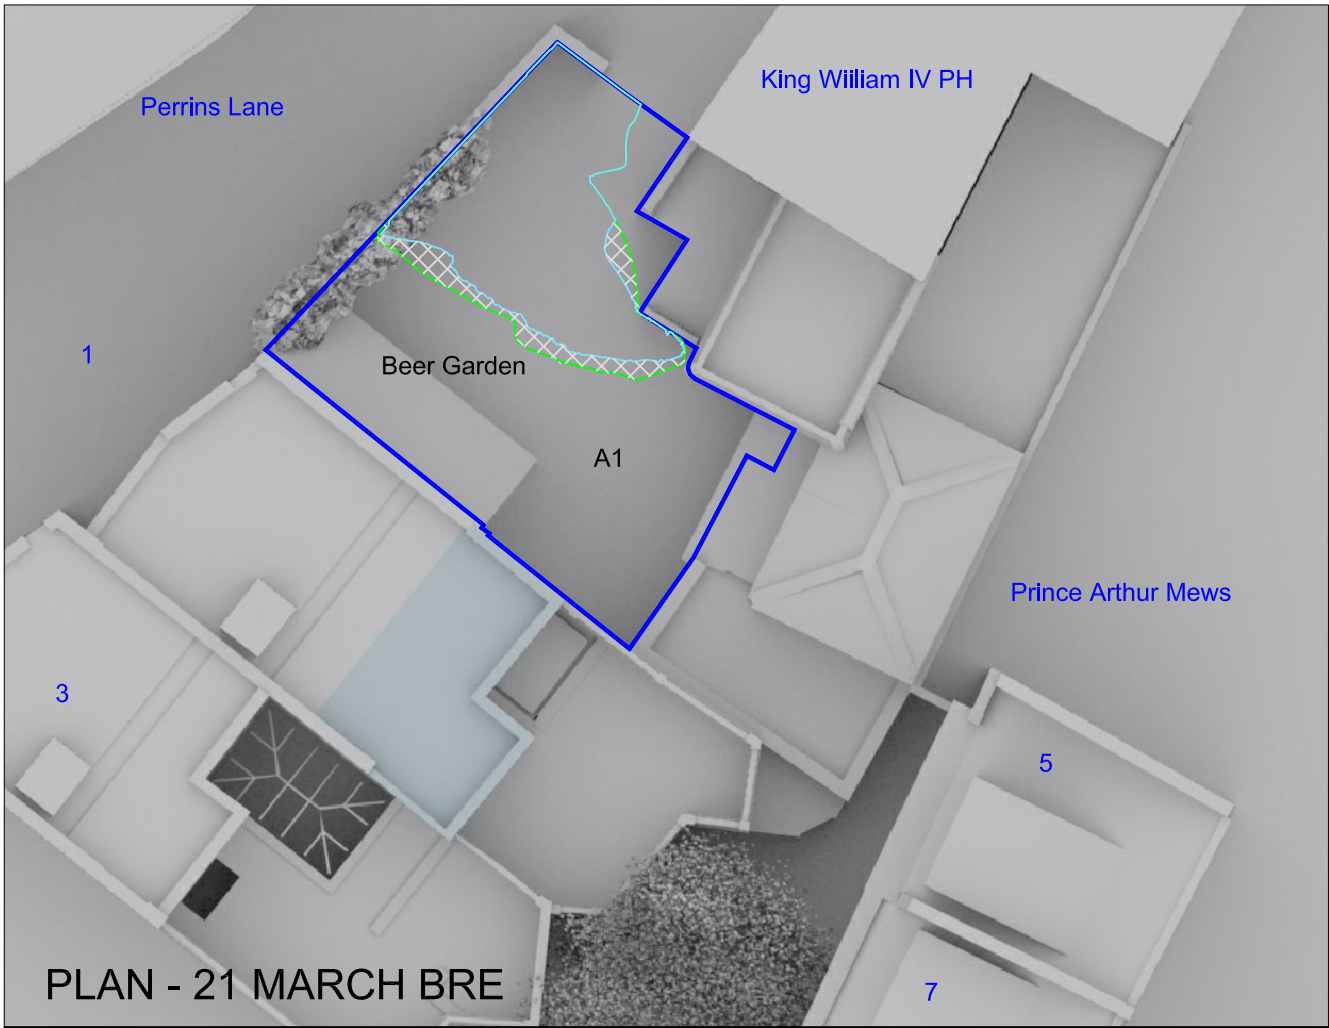 King William IV PH
Perrins Lane
1
Beer Garden
A1
Prince Arthur Mews
3
5
7
PLAN - 21 MARCH BRE